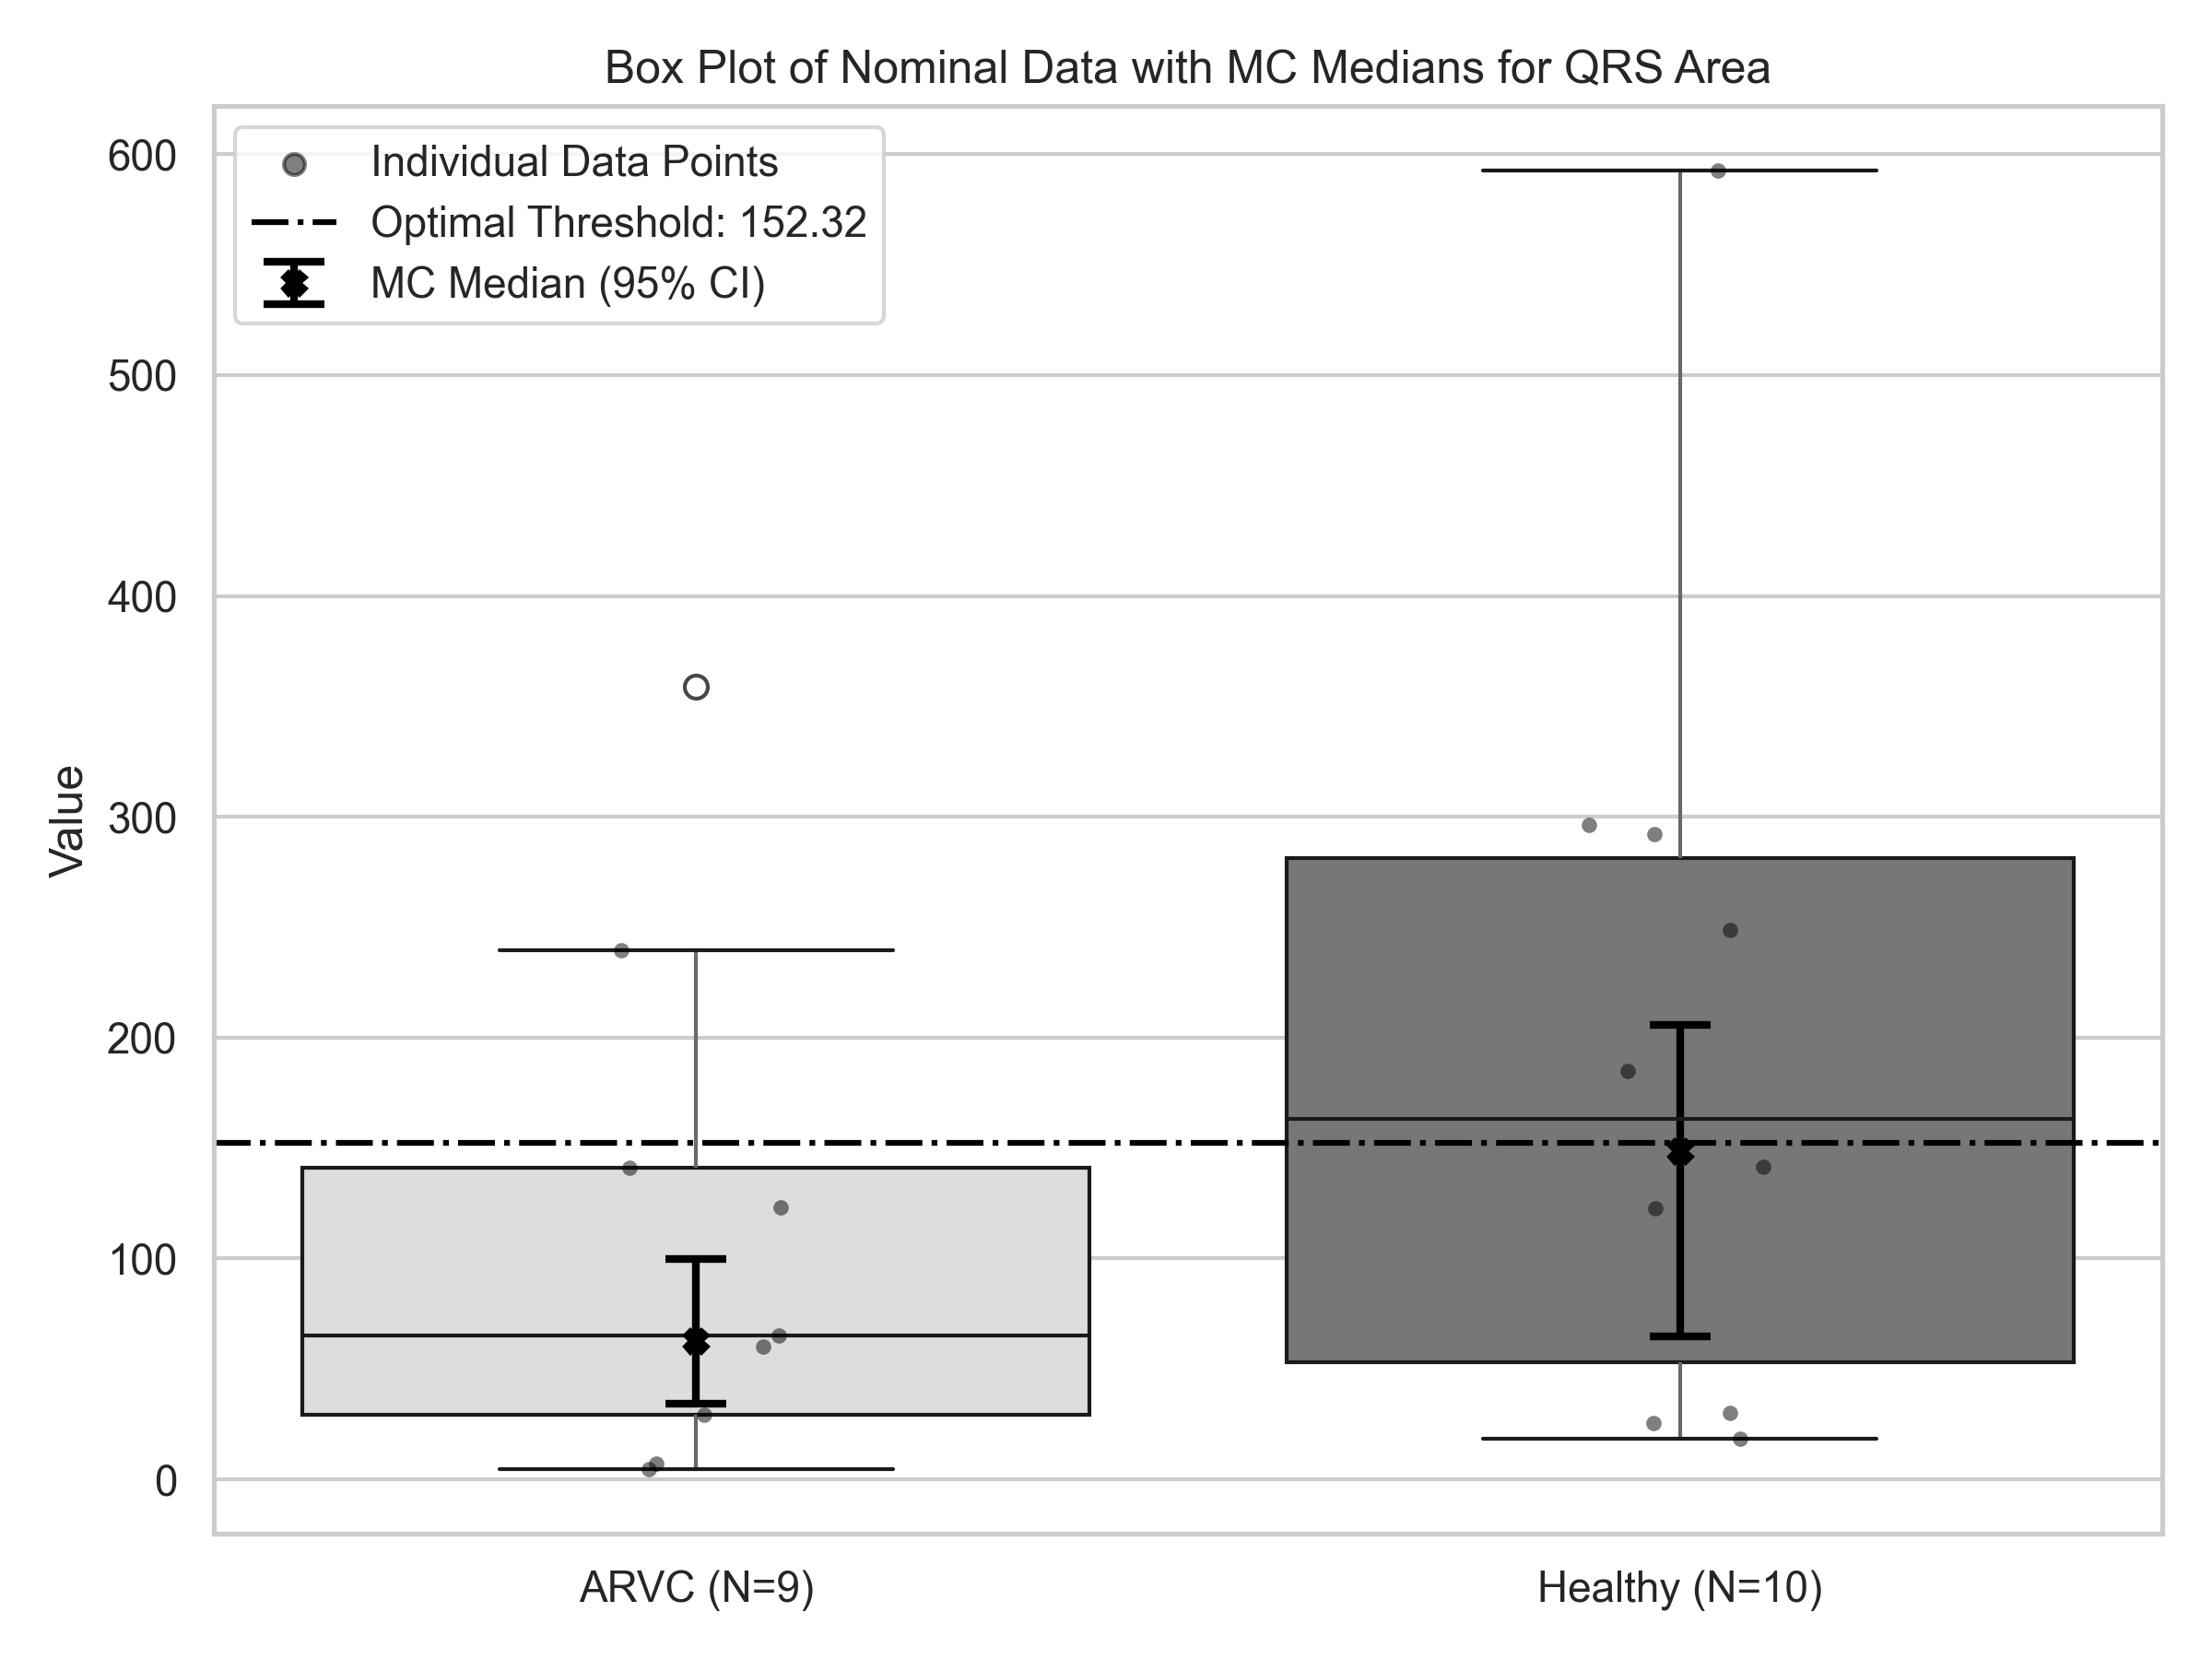 Box Plot of Nominal Data with MC Medians for QRS Area
Individual Data Points
Optimal Threshold: 152.32
MC Median (95% CI)
Value
600
500
400
300
200
100
0
ARVC (N=9)
Healthy (N=10)